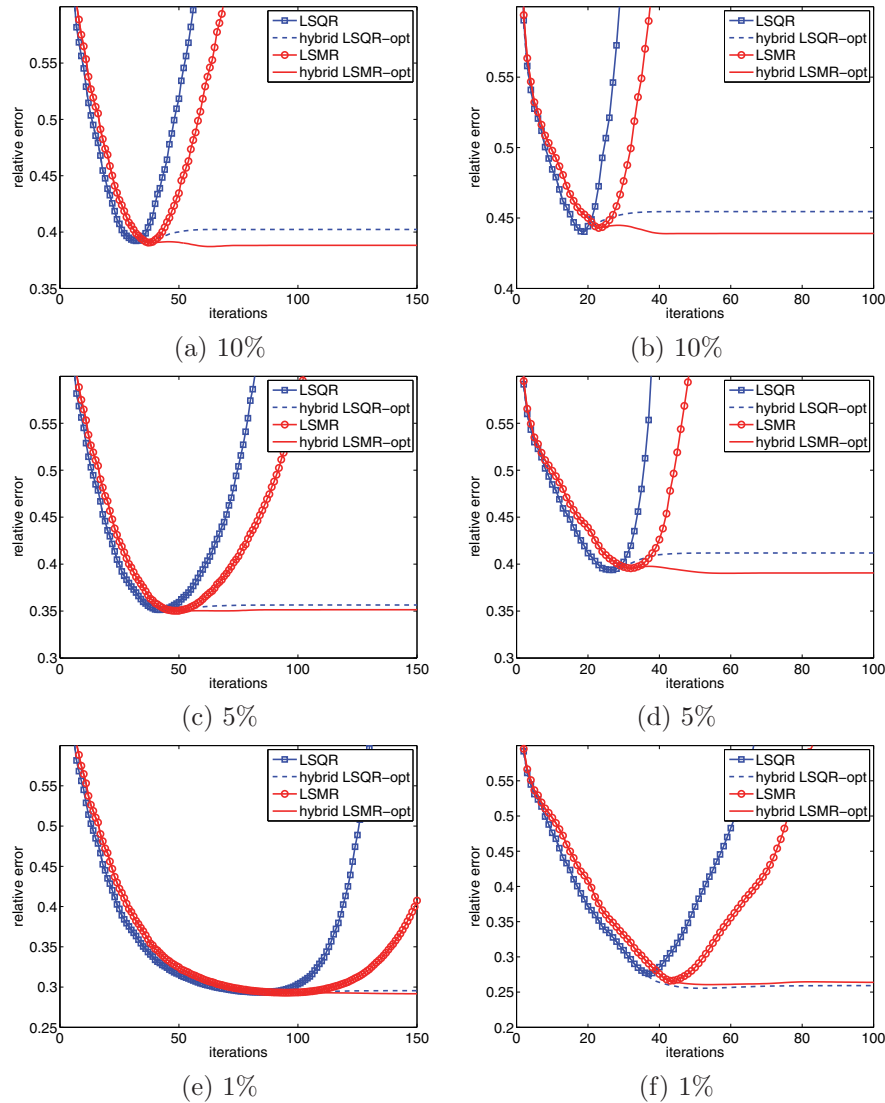 0.55
0.5
0.45
0.4
0.35
relative error
0
50
100
150
iterations
LSQR
hybrid LSQR-opt
LSMR
hybrid LSMR-opt
(a) 10%
0.55
0.5
0.45
0.4
relative error
0
20
40
60
80
100
iterations
LSQR
hybrid LSQR-opt
LSMR
hybrid LSMR-opt
(b) 10%
0.55
0.5
0.45
0.4
0.35
0.3
relative error
0
50
100
150
iterations
LSQR
hybrid LSQR-opt
LSMR
hybrid LSMR-opt
(c) 5%
0.55
0.5
0.45
0.4
0.35
0.3
relative error
0
20
40
60
80
100
iterations
LSQR
hybrid LSQR-opt
LSMR
hybrid LSMR-opt
(d) 5%
0.55
0.5
0.45
0.4
0.35
0.3
0.25
relative error
0
50
100
150
iterations
LSQR
hybrid LSQR-opt
LSMR
hybrid LSMR-opt
(e) 1%
0.55
0.5
0.45
0.4
0.35
0.3
0.25
0.2
relative error
0
20
40
60
80
100
iterations
LSQR
hybrid LSQR-opt
LSMR
hybrid LSMR-opt
(f) 1%